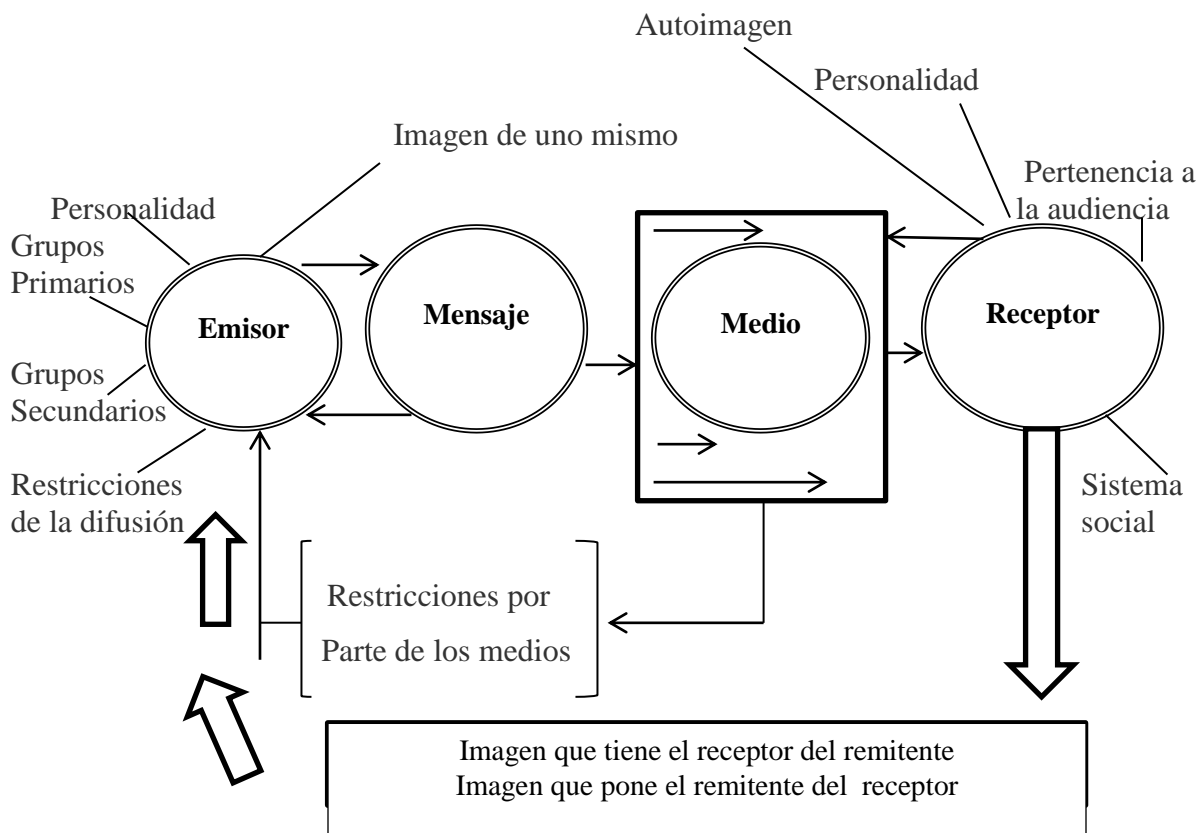 Autoimagen
Personalidad
Imagen de uno mismo
Pertenencia a
la audiencia
Personalidad
Grupos
Primarios
Emisor
Mensaje
Medio
Receptor
Grupos
Secundarios
Restricciones
de la difusión
Sistema
social
Restricciones por
Parte de los medios
Imagen que tiene el receptor del remitente
Imagen que pone el remitente del receptor